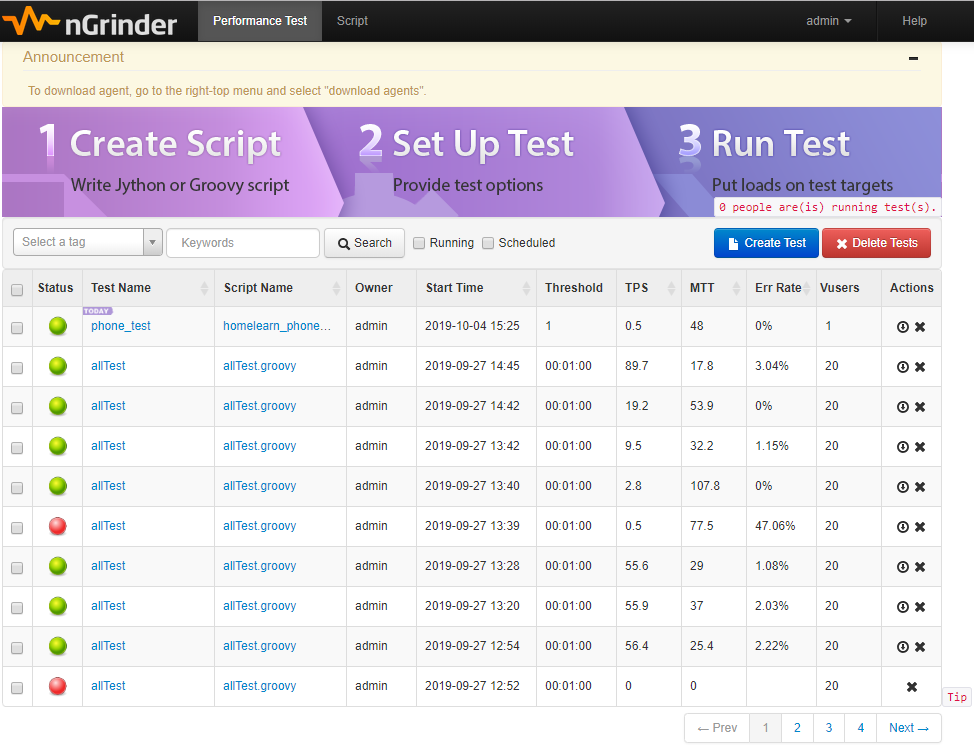 nGrinder Performance Test Script admin Help
Announcement
To download agent, go to the right-top menu and select "download agents".
1 Create Script 2 Set Up Test 3 Run Test
Write Jython or Groovy script Provide test options Put loads on test targets
0 people are(is) running test(s).
Select a tag Keywords Search Running Scheduled Create Test Delete Tests
Status Test Name Script Name Owner Start Time Threshold TPS MTT Err Rate Vusers Actions
TODAY
phone_test homelearn_phone... admin 2019-10-04 15:25 1 0.5 48 0% 1
allTest allTest.groovy admin 2019-09-27 14:45 00:01:00 89.7 17.8 3.04% 20
allTest allTest.groovy admin 2019-09-27 14:42 00:01:00 19.2 53.9 0% 20
allTest allTest.groovy admin 2019-09-27 13:42 00:01:00 9.5 32.2 1.15% 20
allTest allTest.groovy admin 2019-09-27 13:40 00:01:00 2.8 107.8 0% 20
allTest allTest.groovy admin 2019-09-27 13:39 00:01:00 0.5 77.5 47.06% 20
allTest allTest.groovy admin 2019-09-27 13:28 00:01:00 55.6 29 1.08% 20
allTest allTest.groovy admin 2019-09-27 13:20 00:01:00 55.9 37 2.03% 20
allTest allTest.groovy admin 2019-09-27 12:54 00:01:00 56.4 25.4 2.22% 20
allTest allTest.groovy admin 2019-09-27 12:52 00:01:00 0 0 20
Tip
← Prev 1 2 3 4 Next →